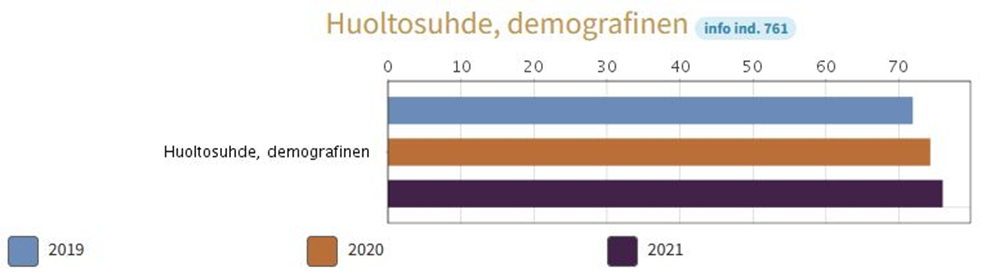 Huoltosuhde, demografinen info ind. 761
0 10 20 30 40 50 60 70
Huoltosuhde, demografinen
2019 2020 2021